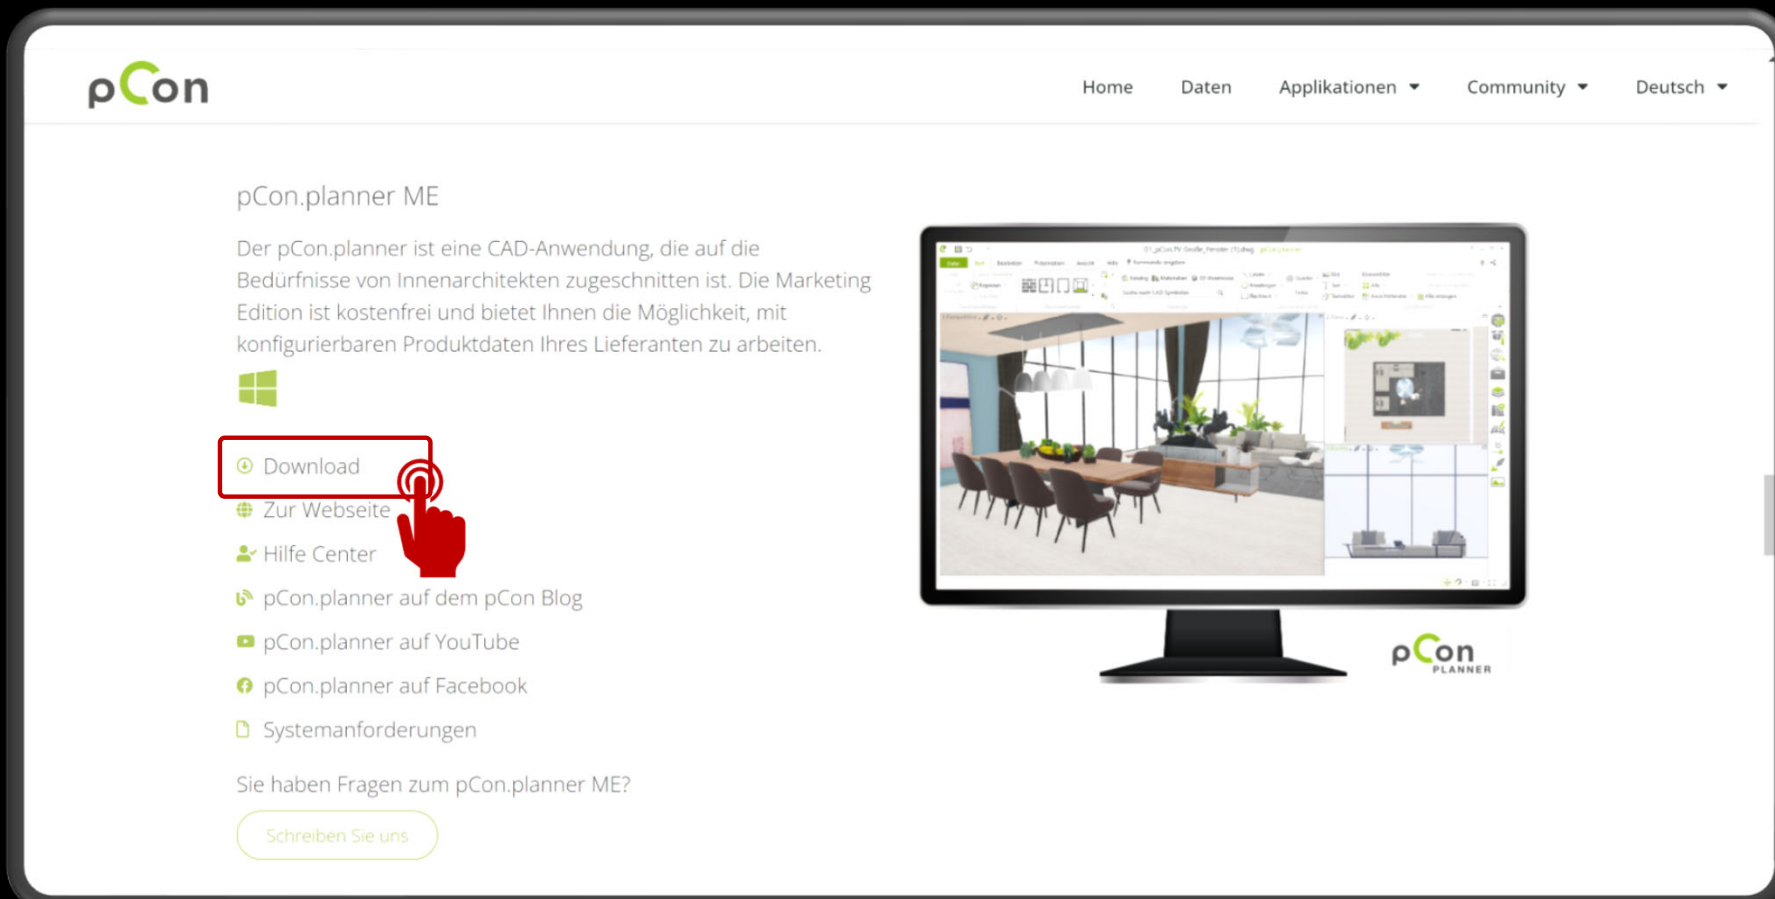 pCon
Home Daten Applikationen Community Deutsch
pCon.planner ME
Der pCon.planner ist eine CAD-Anwendung, die auf die
Bedürfnisse von Innenarchitekten zugeschnitten ist. Die Marketing
Edition ist kostenfrei und bietet Ihnen die Möglichkeit, mit
konfigurierbaren Produktdaten Ihres Lieferanten zu arbeiten.
Download
Zur Webseite
Hilfe Center
pCon.planner auf dem pCon Blog
pCon.planner auf YouTube
pCon.planner auf Facebook
Systemanforderungen
Sie haben Fragen zum pCon.planner ME?
Schreiben Sie uns
pCon
PLANNER